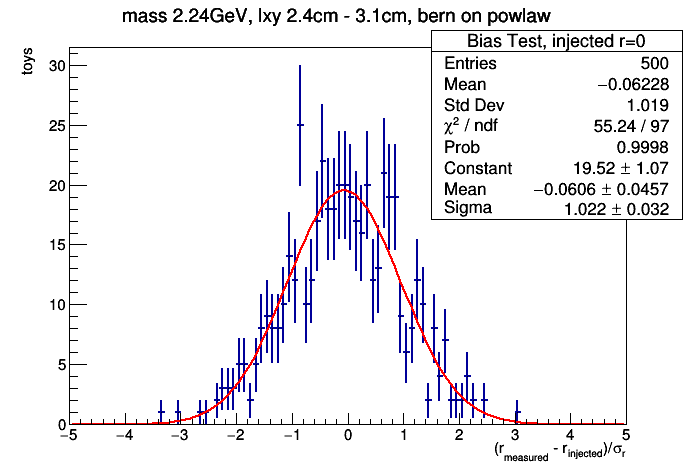 mass 2.24GeV, lxy 2.4cm - 3.1cm, bern on powlaw
Bias Test, injected r=0
Entries 500
Mean −0.06228
Std Dev 1.019
χ² / ndf 55.24 / 97
Prob 0.9998
Constant 19.52 ± 1.07
Mean −0.0606 ± 0.0457
Sigma 1.022 ± 0.032
toys
30
25
20
15
10
5
0
−5 −4 −3 −2 −1 0 1 2 3 4 5
(r_measured - r_injected)/σ_r